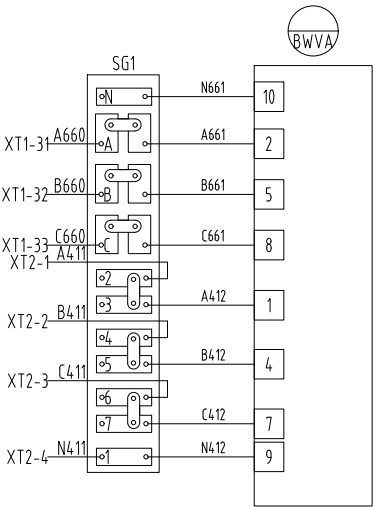 BWVA
SG1
N N661 10
XT1-31 A660 A A661 2
XT1-32 B660 B B661 5
XT1-33 C660 C C661 8
XT2-1 A411 2
3 A412 1
XT2-2 B411 4
5 B412 4
XT2-3 C411 6
7 C412 7
XT2-4 N411 1 N412 9